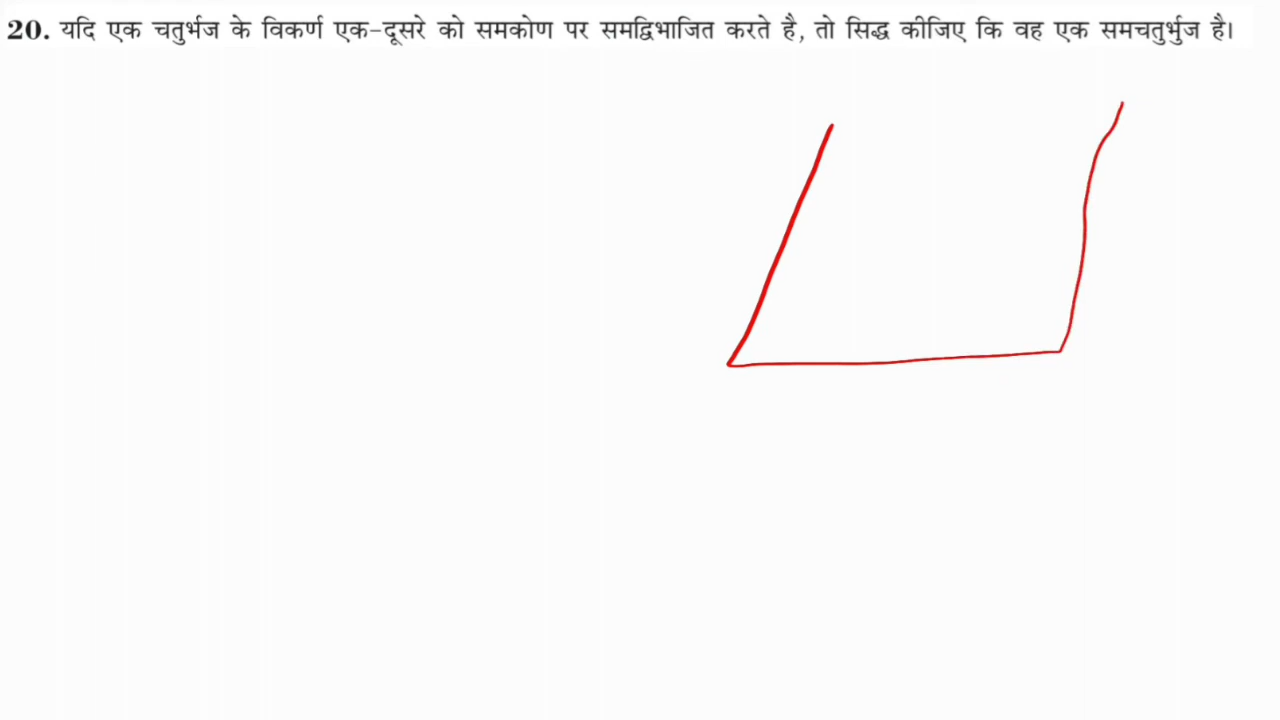 20. यदि एक चतुर्भज के विकर्ण एक-दूसरे को समकोण पर समद्विभाजित करते है, तो सिद्ध कीजिए कि वह एक समचतुर्भुज है।